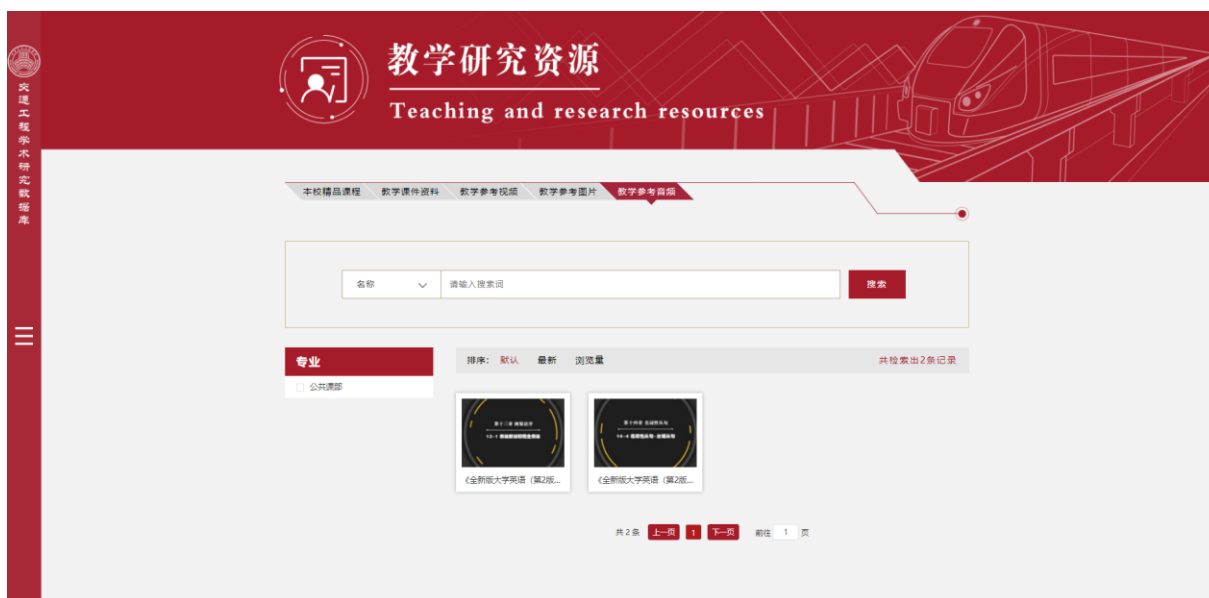 交通工程学术研究数据库
教学研究资源
Teaching and research resources
本校精品课程 教学课件资料 教学参考视频 教学参考图片 教学参考音频
名称 请输入搜索词 搜索
专业
公共课部
排序: 默认 最新 浏览量 共检索出2条记录
《全新版大学英语（第2版... 《全新版大学英语（第2版...
共2条 上一页 1 下一页 前往 1 页